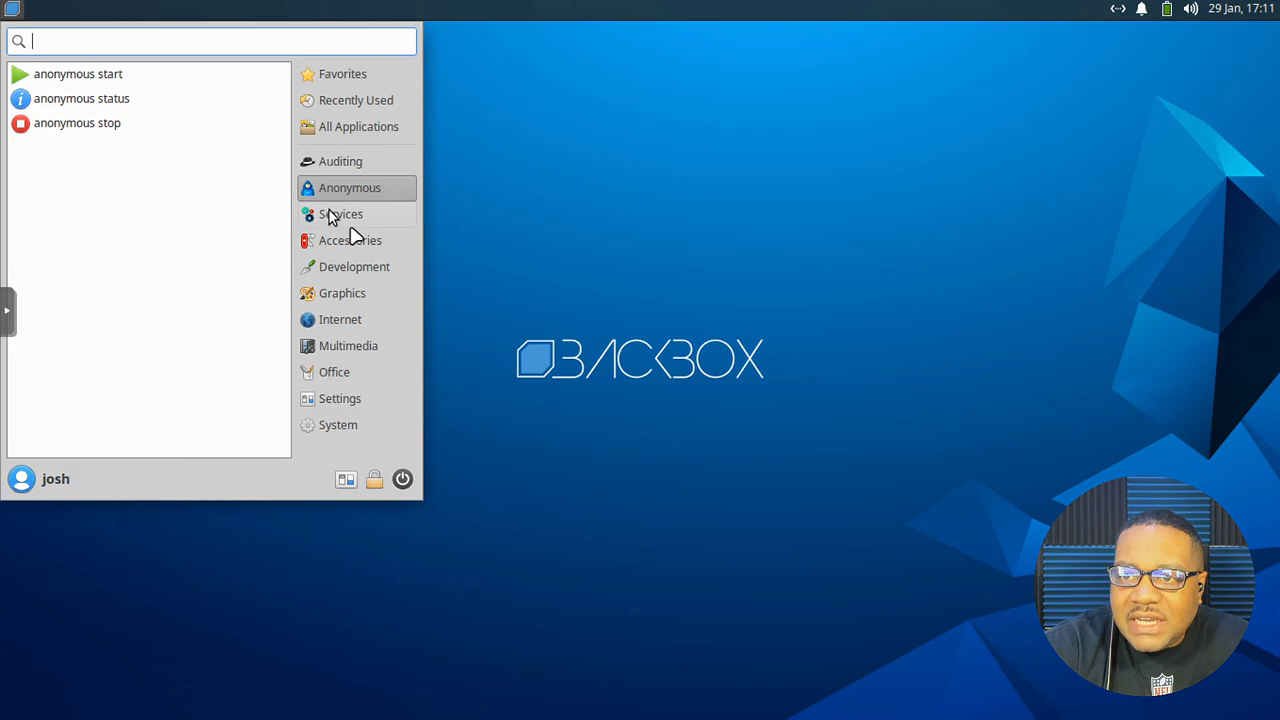 29 Jan, 17:11
anonymous start
anonymous status
anonymous stop
Favorites
Recently Used
All Applications
Auditing
Anonymous
Services
Accessories
Development
Graphics
Internet
Multimedia
Office
Settings
System
josh
BACKBOX
NFL